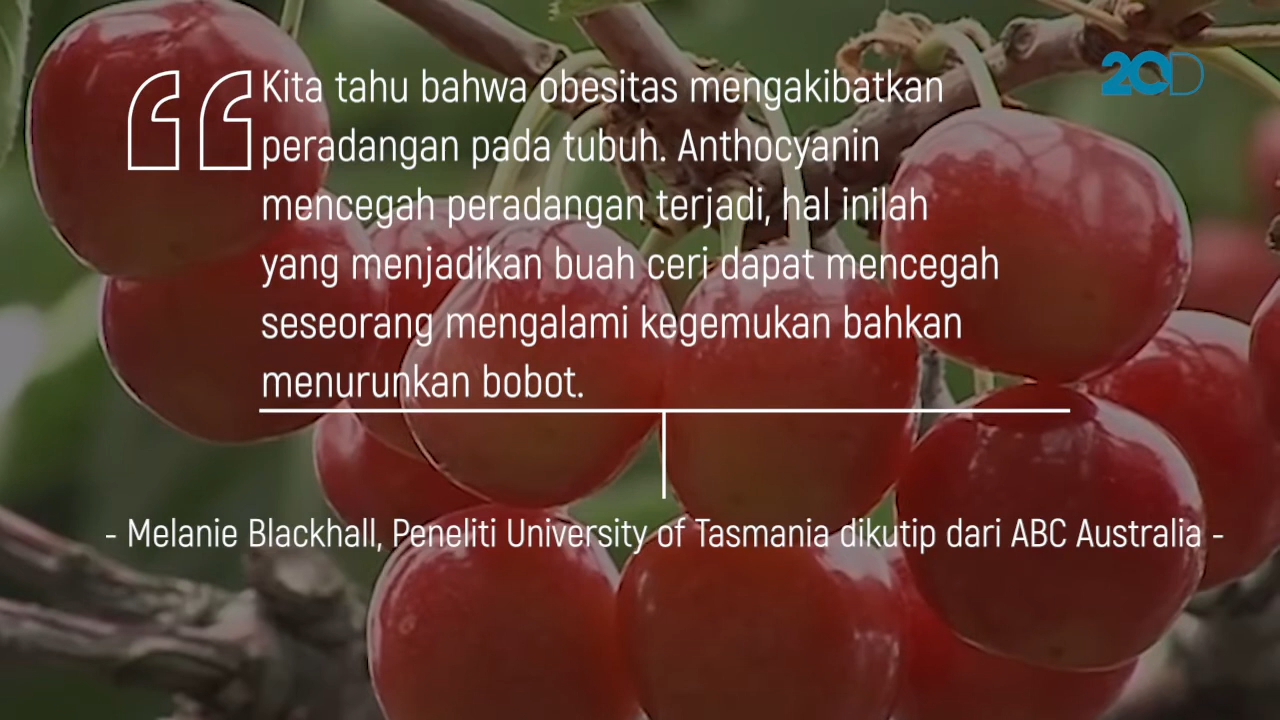 20D
Kita tahu bahwa obesitas mengakibatkan
peradangan pada tubuh. Anthocyanin
mencegah peradangan terjadi, hal inilah
yang menjadikan buah ceri dapat mencegah
seseorang mengalami kegemukan bahkan
menurunkan bobot.
- Melanie Blackhall, Peneliti University of Tasmania dikutip dari ABC Australia -